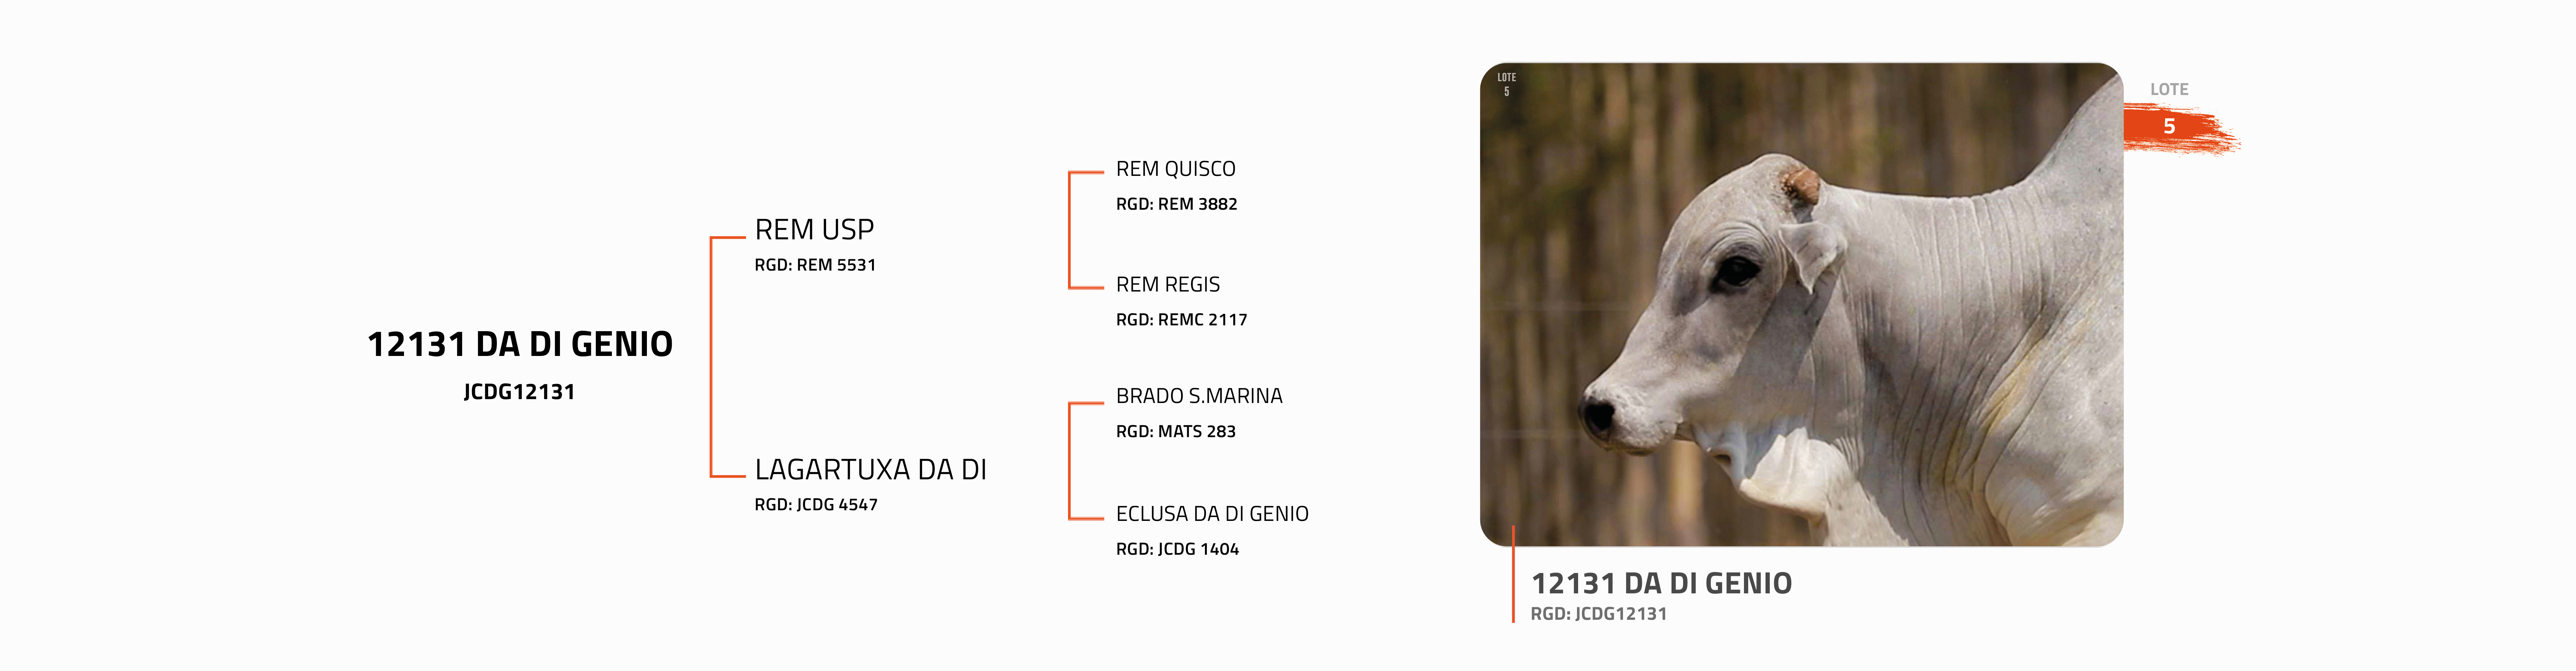 12131 DA DI GENIO
JCDG12131
REM USP
RGD: REM 5531
LAGARTUXA DA DI
RGD: JCDG 4547
REM QUISCO
RGD: REM 3882
REM REGIS
RGD: REMC 2117
BRADO S.MARINA
RGD: MATS 283
ECLUSA DA DI GENIO
RGD: JCDG 1404
LOTE
5
LOTE
5
12131 DA DI GENIO
RGD: JCDG12131